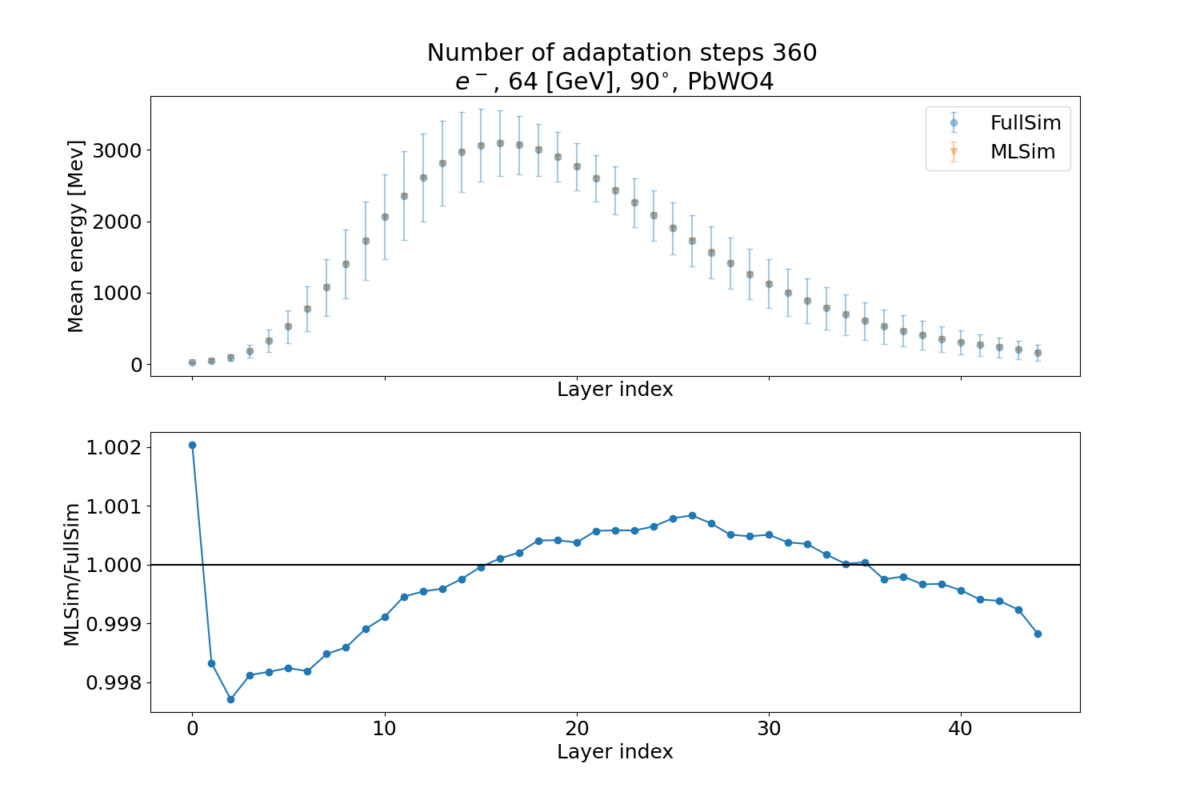 Number of adaptation steps 360
e⁻, 64 [GeV], 90°, PbWO4
Mean energy [Mev]
3000
2000
1000
0
FullSim
MLSim
Layer index
MLSim/FullSim
1.002
1.001
1.000
0.999
0.998
0 10 20 30 40
Layer index